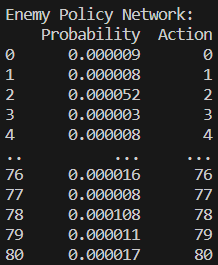 Enemy Policy Network:
Probability Action
0 0.000009 0
1 0.000008 1
2 0.000052 2
3 0.000003 3
4 0.000008 4
.. ... ...
76 0.000016 76
77 0.000008 77
78 0.000108 78
79 0.000011 79
80 0.000017 80